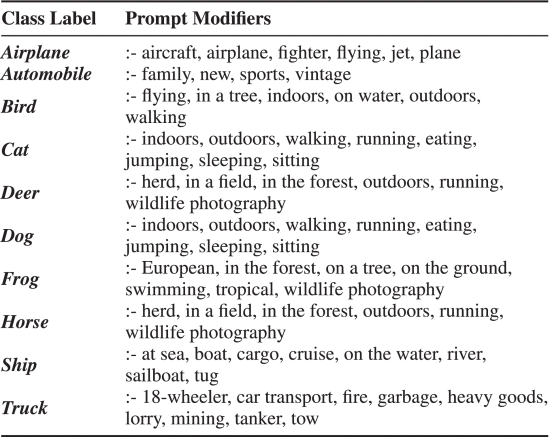 Class Label Prompt Modifiers
Airplane :- aircraft, airplane, fighter, flying, jet, plane
Automobile :- family, new, sports, vintage
Bird :- flying, in a tree, indoors, on water, outdoors,
walking
Cat :- indoors, outdoors, walking, running, eating,
jumping, sleeping, sitting
Deer :- herd, in a field, in the forest, outdoors, running,
wildlife photography
Dog :- indoors, outdoors, walking, running, eating,
jumping, sleeping, sitting
Frog :- European, in the forest, on a tree, on the ground,
swimming, tropical, wildlife photography
Horse :- herd, in a field, in the forest, outdoors, running,
wildlife photography
Ship :- at sea, boat, cargo, cruise, on the water, river,
sailboat, tug
Truck :- 18-wheeler, car transport, fire, garbage, heavy goods,
lorry, mining, tanker, tow